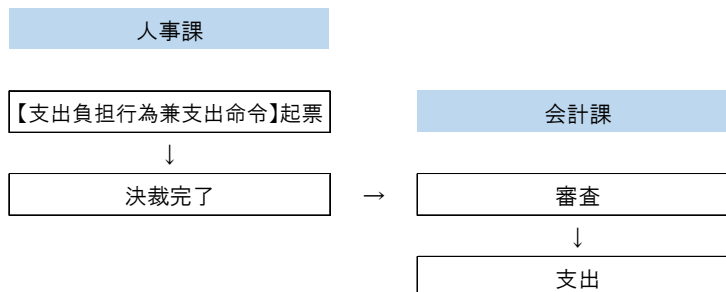 人事課
【支出負担行為兼支出命令】起票
会計課
↓
決裁完了
→
審査
↓
支出